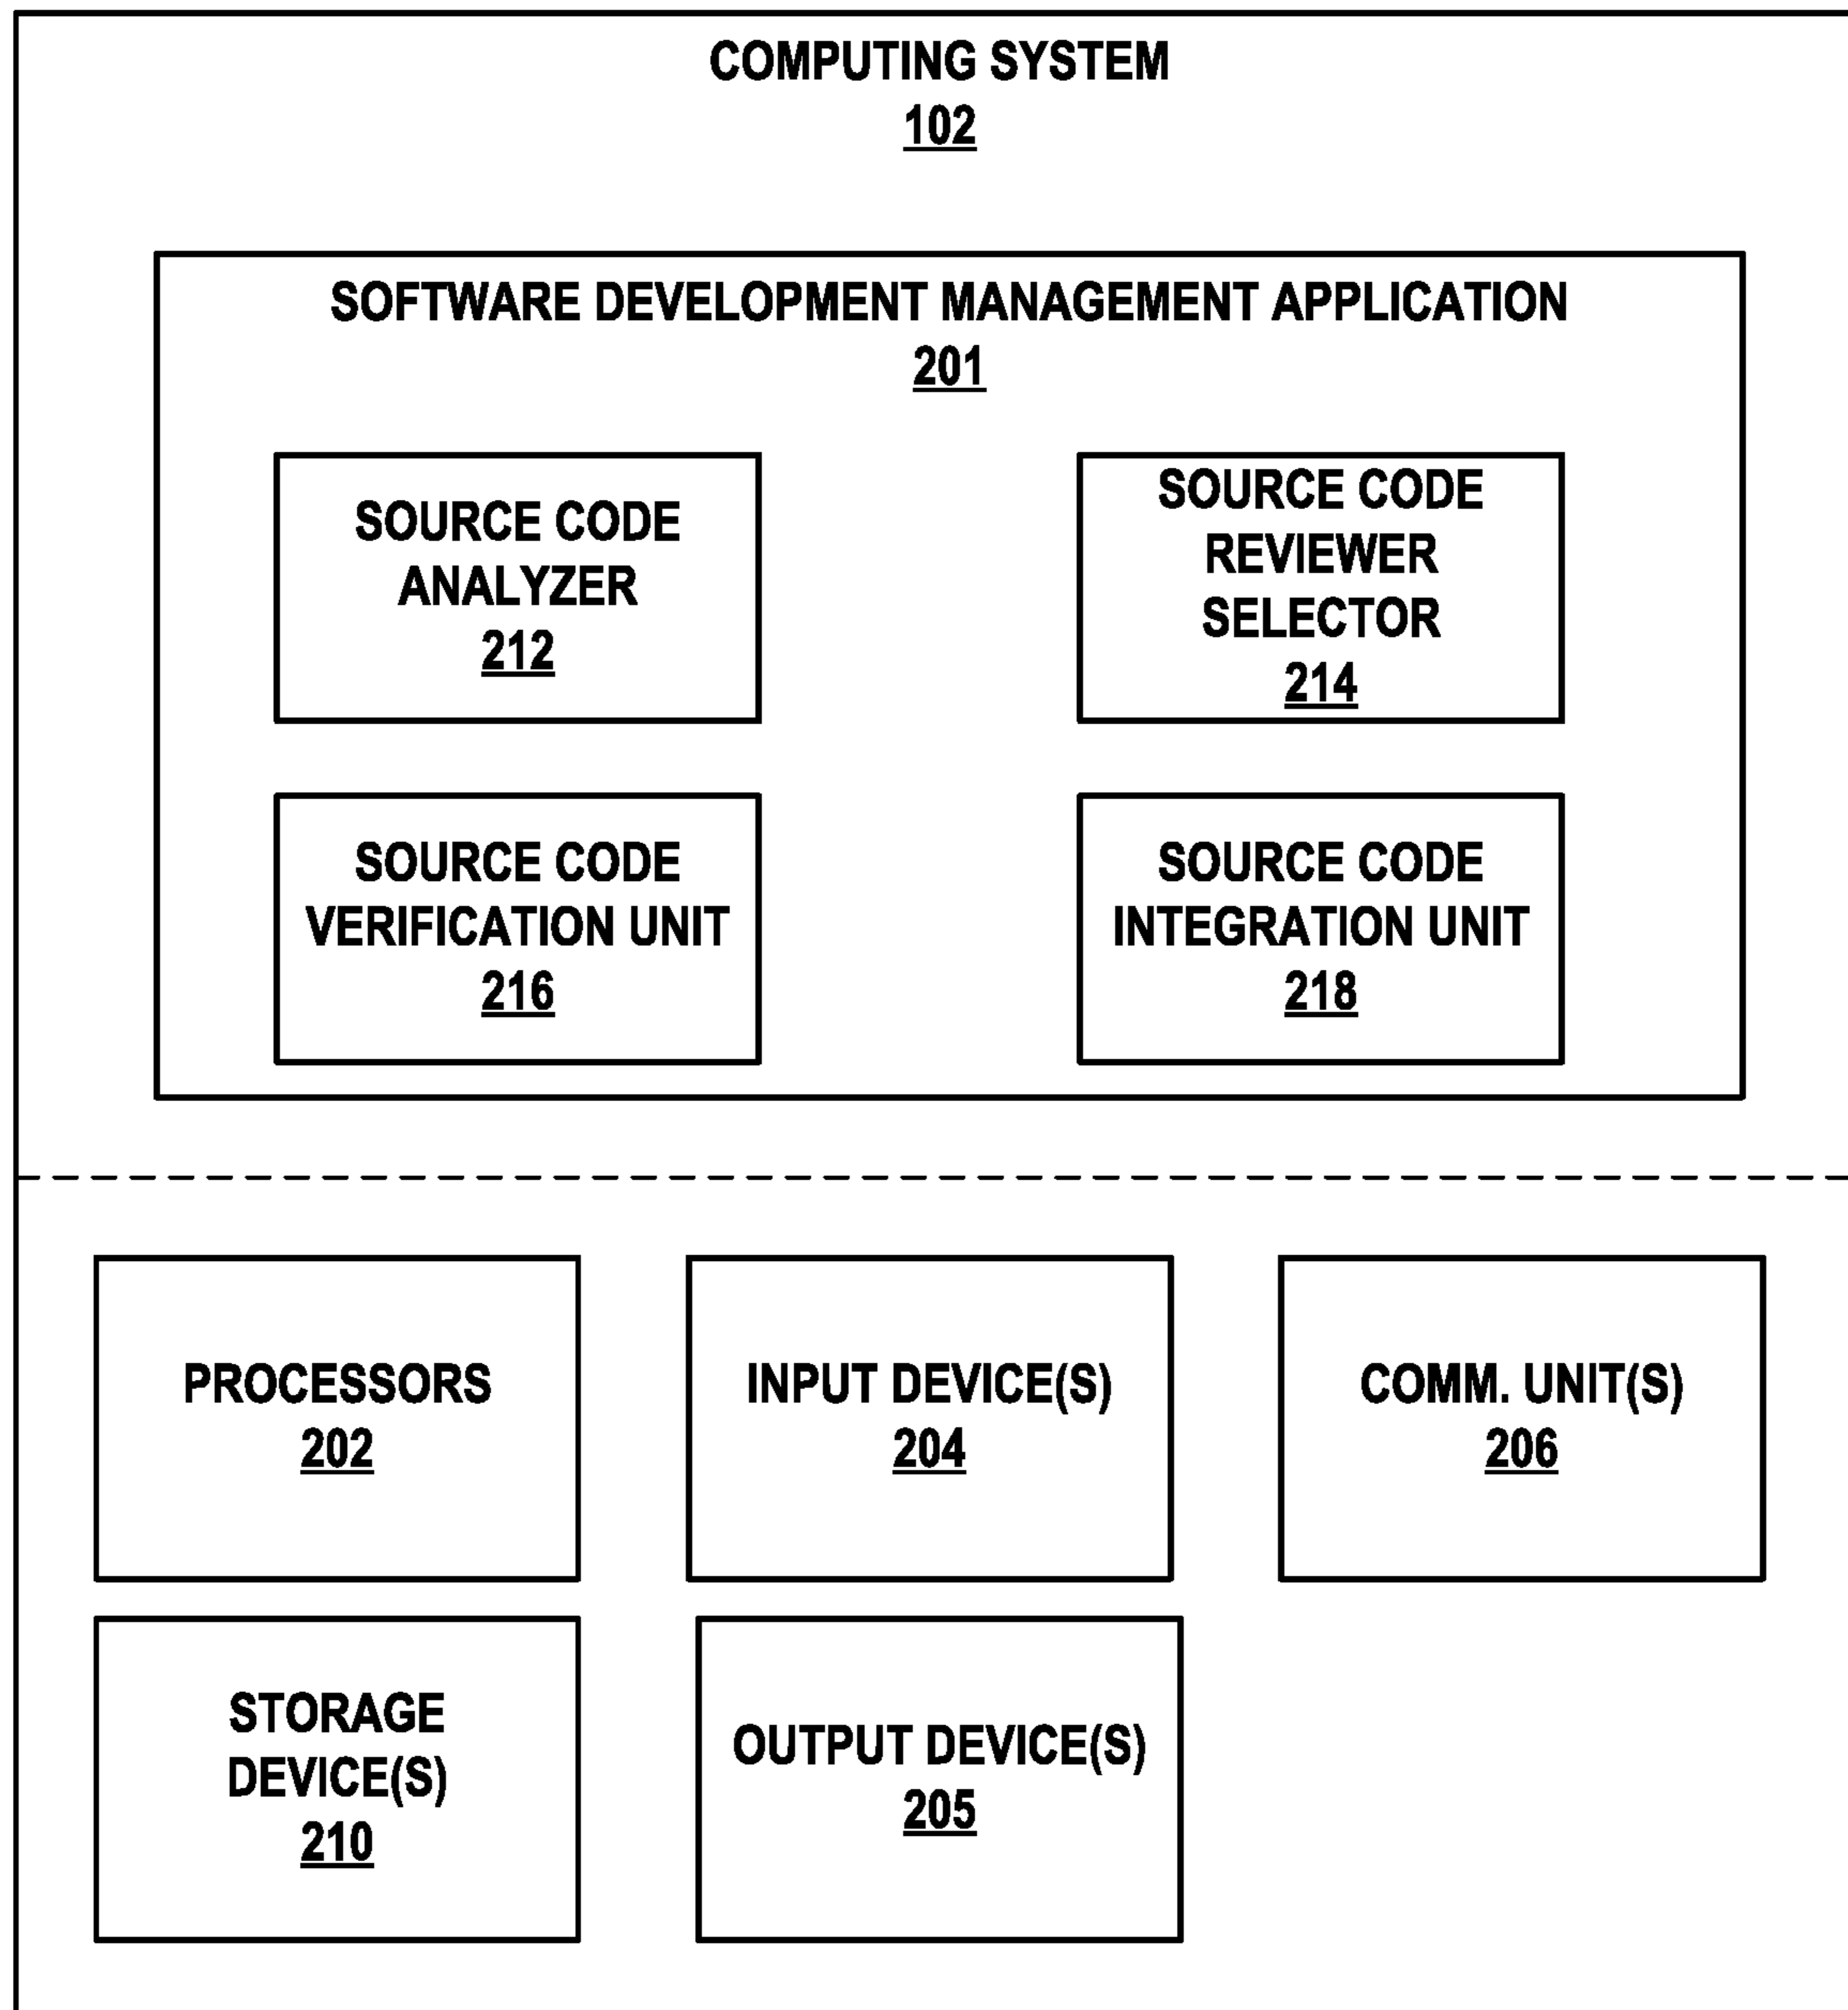 COMPUTING SYSTEM
102
SOFTWARE DEVELOPMENT MANAGEMENT APPLICATION
201
SOURCE CODE
ANALYZER
212
SOURCE CODE
REVIEWER
SELECTOR
214
SOURCE CODE
VERIFICATION UNIT
216
SOURCE CODE
INTEGRATION UNIT
218
PROCESSORS
202
INPUT DEVICE(S)
204
COMM. UNIT(S)
206
STORAGE
DEVICE(S)
210
OUTPUT DEVICE(S)
205